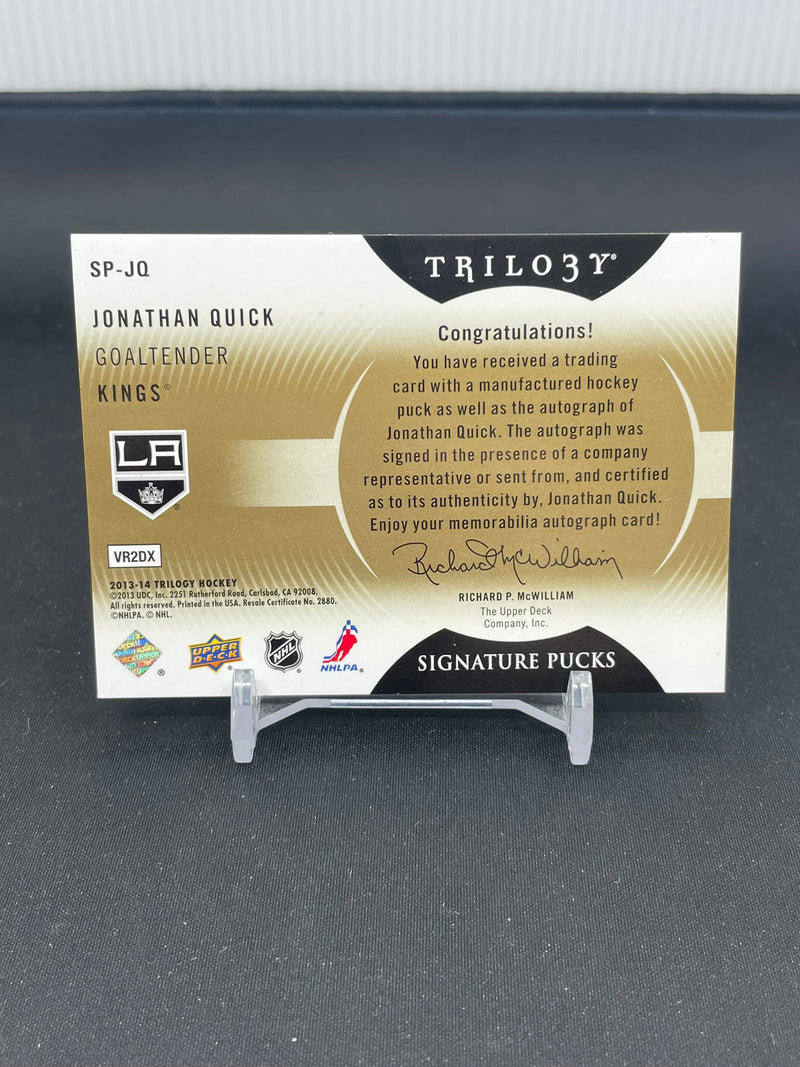 SP-JQ
JONATHAN QUICK
GOALTENDER
KINGS®
LA
VR2DX
2013-14 TRILOGY HOCKEY
©2013 UDC, Inc. 2251 Rutherford Road, Carlsbad, CA 92008.
All rights reserved. Printed in the USA. Resale Certificate No. 2880.
©NHLPA. © NHL.
UPPER
D·E·C·K
NHL
NHLPA
TRILO3Y®
Congratulations!
You have received a trading
card with a manufactured hockey
puck as well as the autograph of
Jonathan Quick. The autograph was
signed in the presence of a company
representative or sent from, and certified
as to its authenticity by, Jonathan Quick.
Enjoy your memorabilia autograph card!
Richard McWilliam
RICHARD P. McWILLIAM
The Upper Deck
Company, Inc.
SIGNATURE PUCKS